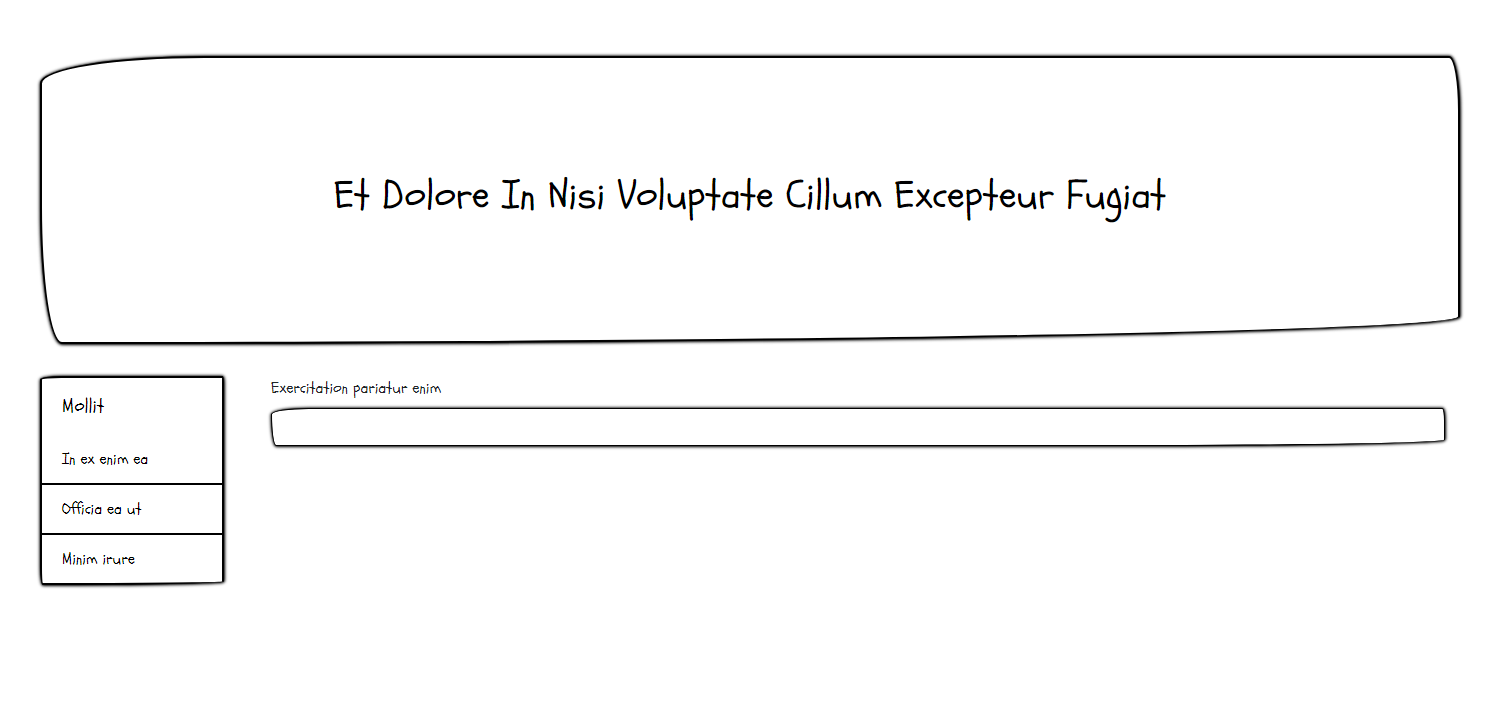 Et Dolore In Nisi Voluptate Cillum Excepteur Fugiat
Mollit
In ex enim ea
Officia ea ut
Minim irure
Exercitation pariatur enim